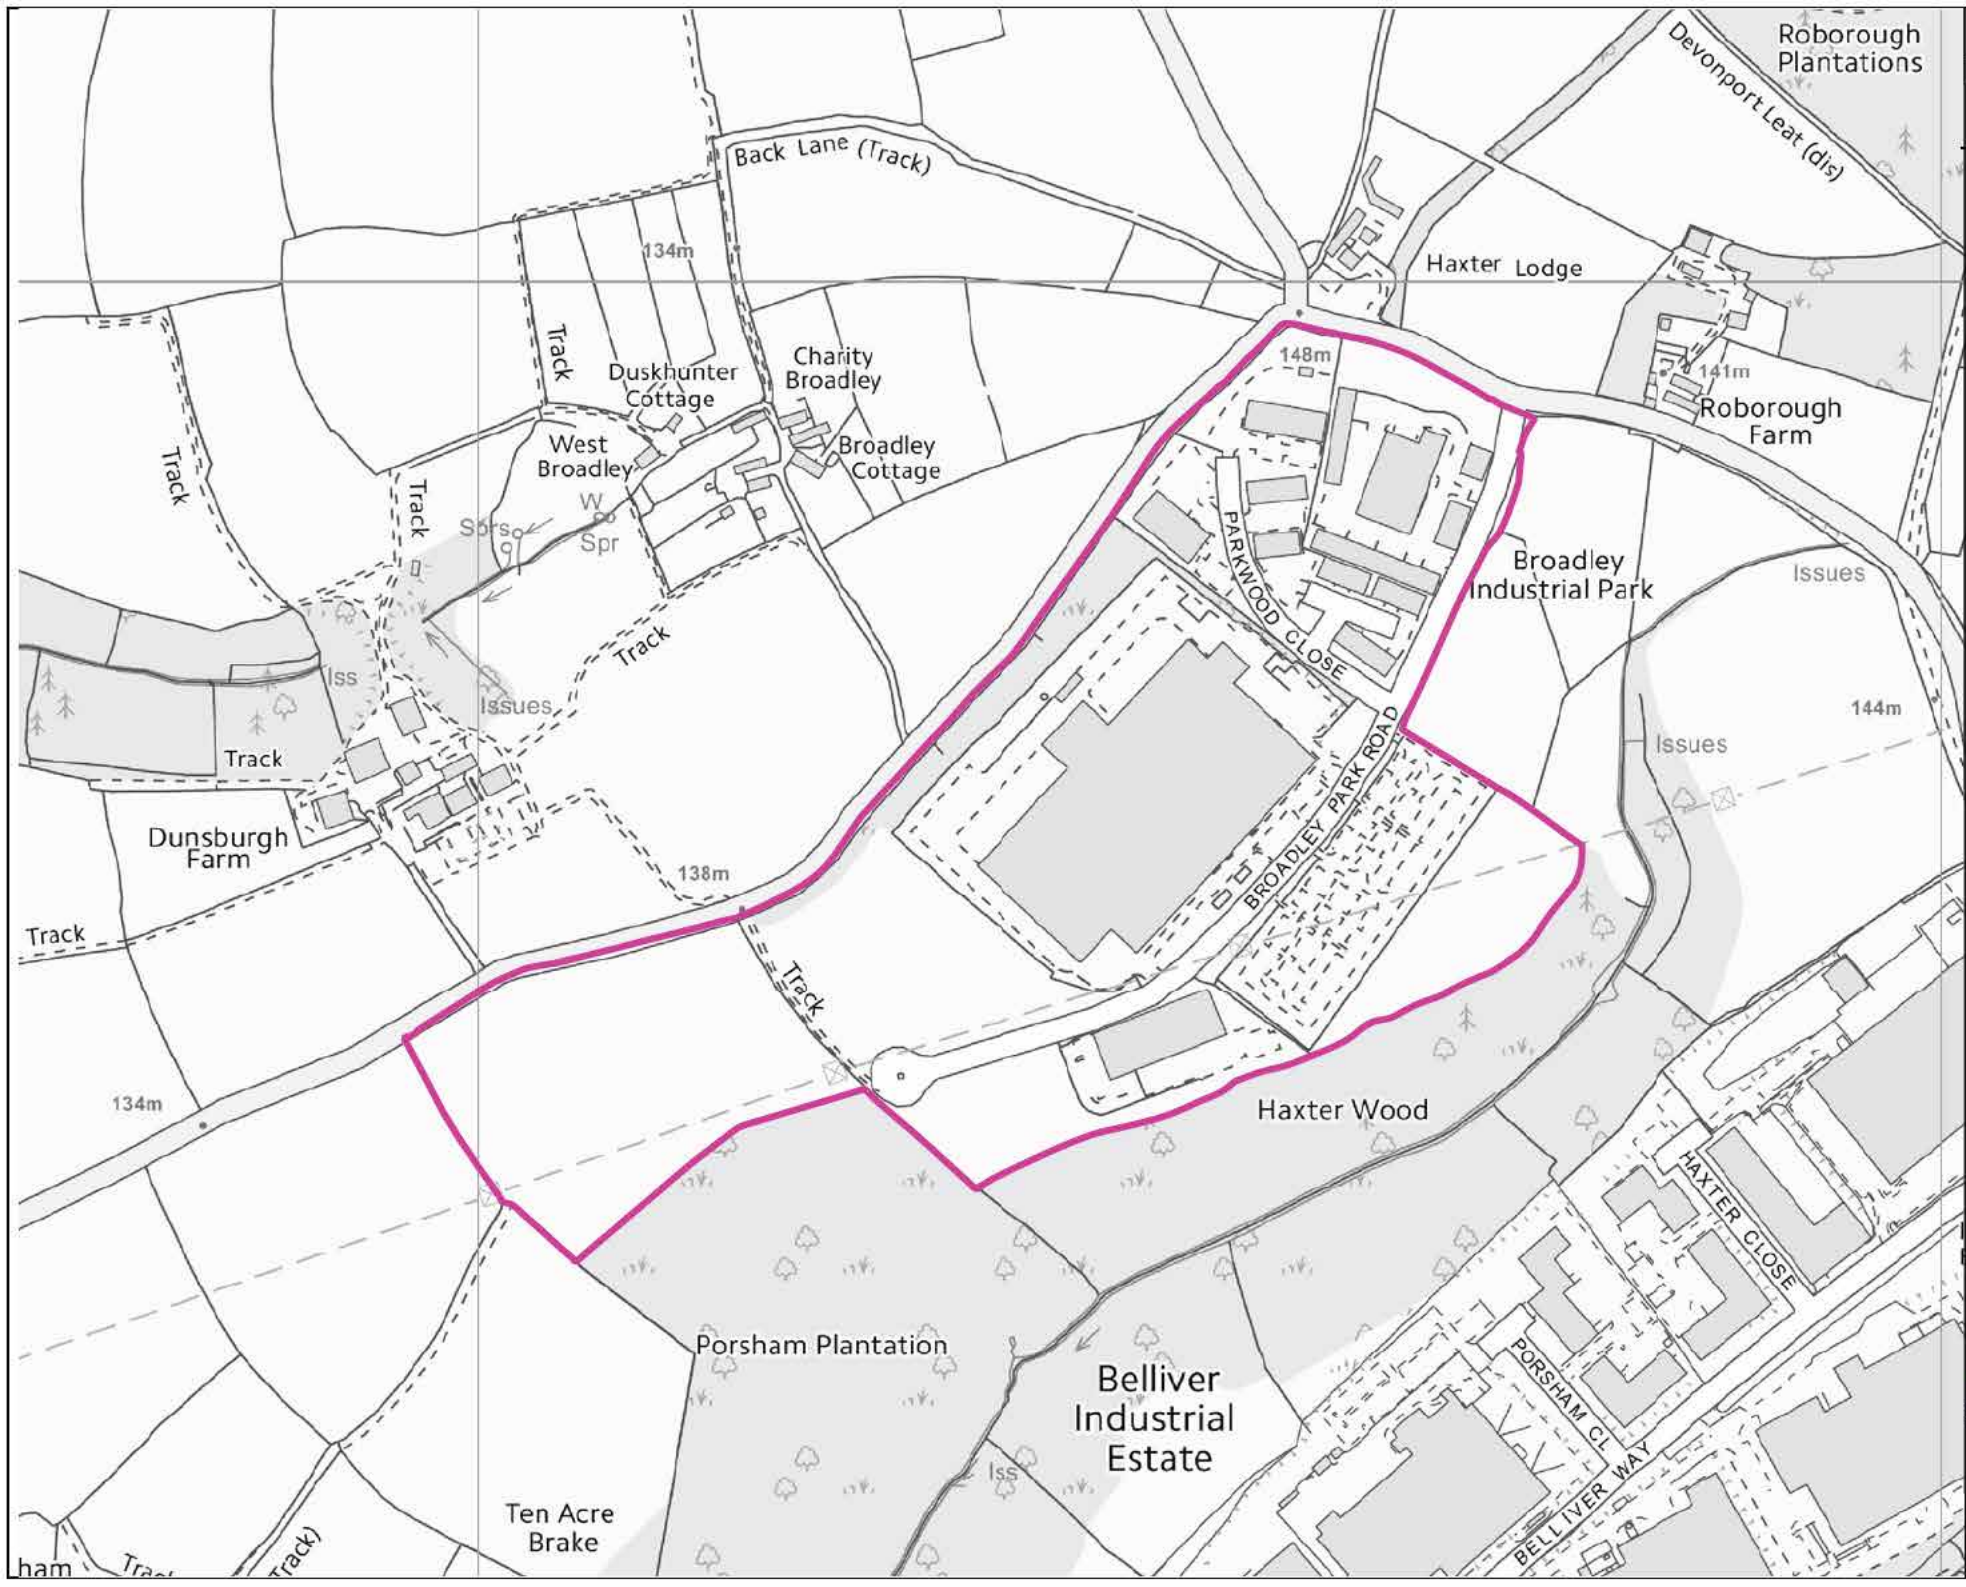 Roborough
Plantations
Devonport Leat (dis)
Back Lane (Track)
134m
Haxter Lodge
Track
148m
Duskhunter
Cottage
Charity
Broadley
141m
Roborough
Farm
West
Broadley
Broadley
Cottage
Track
Track
W
Sprs
Spr
PARKWOOD CLOSE
Broadley
Industrial Park
Issues
Track
Iss
Issues
144m
Issues
Track
BROADLEY PARK ROAD
Dunsburgh
Farm
138m
Track
Track
134m
Haxter Wood
HAXTER CLOSE
Porsham Plantation
PORSHAM CL
Belliver
Industrial
Estate
Iss
BELLIVER WAY
Ten Acre
Brake
Track)
ham